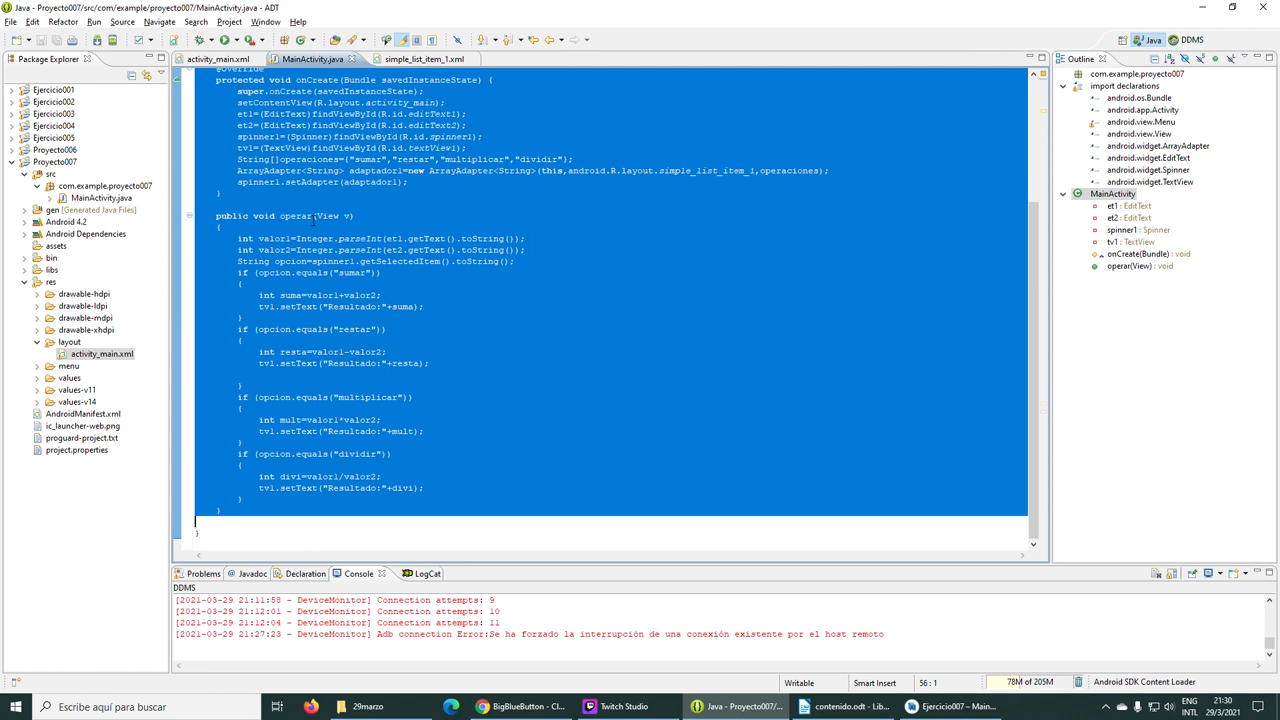 Java - Proyecto007/src/com/example/proyecto007/MainActivity.java - ADT
File Edit Refactor Run Source Navigate Search Project Window Help
Java DDMS
Package Explorer
Ejercicio001
Ejercicio002
Ejercicio003
Ejercicio004
Ejercicio005
Proyecto006
Proyecto007
src
com.example.proyecto007
MainActivity.java
gen [Generated Java Files]
Android 4.2
Android Dependencies
assets
bin
libs
res
drawable-hdpi
drawable-ldpi
drawable-mdpi
drawable-xhdpi
layout
activity_main.xml
menu
values
values-v11
values-v14
AndroidManifest.xml
ic_launcher-web.png
proguard-project.txt
project.properties
activity_main.xml MainActivity.java simple_list_item_1.xml
@Override
protected void onCreate(Bundle savedInstanceState) {
super.onCreate(savedInstanceState);
setContentView(R.layout.activity_main);
et1=(EditText)findViewById(R.id.editText1);
et2=(EditText)findViewById(R.id.editText2);
spinner1=(Spinner)findViewById(R.id.spinner1);
tv1=(TextView)findViewById(R.id.textView1);
String[]operaciones={"sumar","restar","multiplicar","dividir"};
ArrayAdapter<String> adaptador1=new ArrayAdapter<String>(this,android.R.layout.simple_list_item_1,operaciones);
spinner1.setAdapter(adaptador1);
}
public void operar(View v)
{
int valor1=Integer.parseInt(et1.getText().toString());
int valor2=Integer.parseInt(et2.getText().toString());
String opcion=spinner1.getSelectedItem().toString();
if (opcion.equals("sumar"))
{
int suma=valor1+valor2;
tv1.setText("Resultado:"+suma);
}
if (opcion.equals("restar"))
{
int resta=valor1-valor2;
tv1.setText("Resultado:"+resta);
}
if (opcion.equals("multiplicar"))
{
int mult=valor1*valor2;
tv1.setText("Resultado:"+mult);
}
if (opcion.equals("dividir"))
{
int divi=valor1/valor2;
tv1.setText("Resultado:"+divi);
}
}
}
Outline
com.example.proyecto007
import declarations
android.os.Bundle
android.app.Activity
android.view.Menu
android.view.View
android.widget.ArrayAdapter
android.widget.EditText
android.widget.Spinner
android.widget.TextView
MainActivity
et1 : EditText
et2 : EditText
spinner1 : Spinner
tv1 : TextView
onCreate(Bundle) : void
operar(View) : void
Problems Javadoc Declaration Console LogCat
DDMS
[2021-03-29 21:11:58 - DeviceMonitor] Connection attempts: 9
[2021-03-29 21:12:01 - DeviceMonitor] Connection attempts: 10
[2021-03-29 21:12:04 - DeviceMonitor] Connection attempts: 11
[2021-03-29 21:27:23 - DeviceMonitor] Adb connection Error:Se ha forzado la interrupción de una conexión existente por el host remoto
Writable Smart Insert 56 : 1 78M of 205M Android SDK Content Loader
Escribe aquí para buscar 29marzo BigBlueButton - Cl... Twitch Studio Java - Proyecto007/... contenido.odt - Lib... Ejercicio007 – Main...
ENG
INTL
21:30
29/3/2021